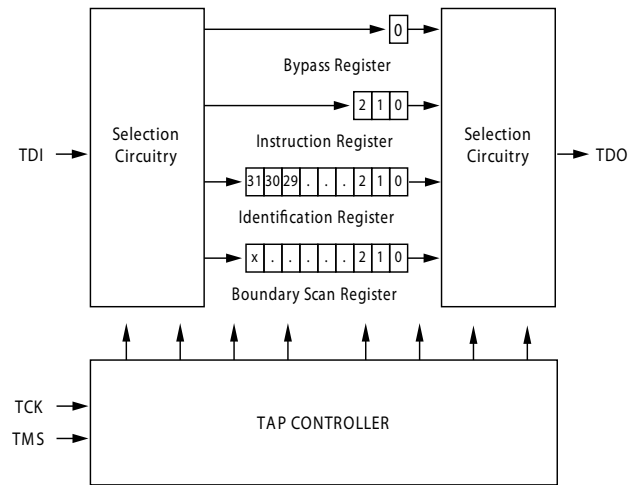 0
Bypass Register
2 1 0
Selection
Circuitry
Selection
Circuitry
Instruction Register
TDI
TDO
31 30 29 . . . 2 1 0
Identification Register
x . . . . . 2 1 0
Boundary Scan Register
TCK
TMS
TAP CONTROLLER